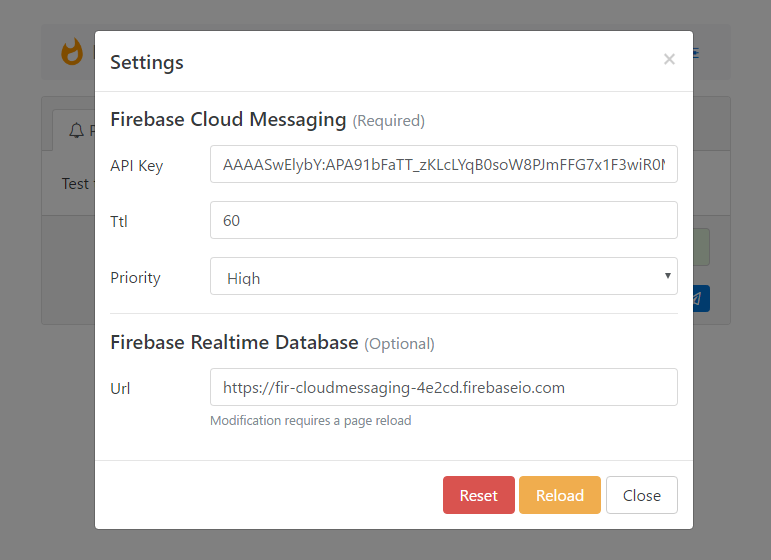 Settings
×
Firebase Cloud Messaging (Required)
API Key
AAAASwElybY:APA91bFaTT_zKLcLYqB0soW8PJmFFG7x1F3wiR0M
Ttl
60
Priority
High
Firebase Realtime Database (Optional)
Url
https://fir-cloudmessaging-4e2cd.firebaseio.com
Modification requires a page reload
Reset
Reload
Close
Test